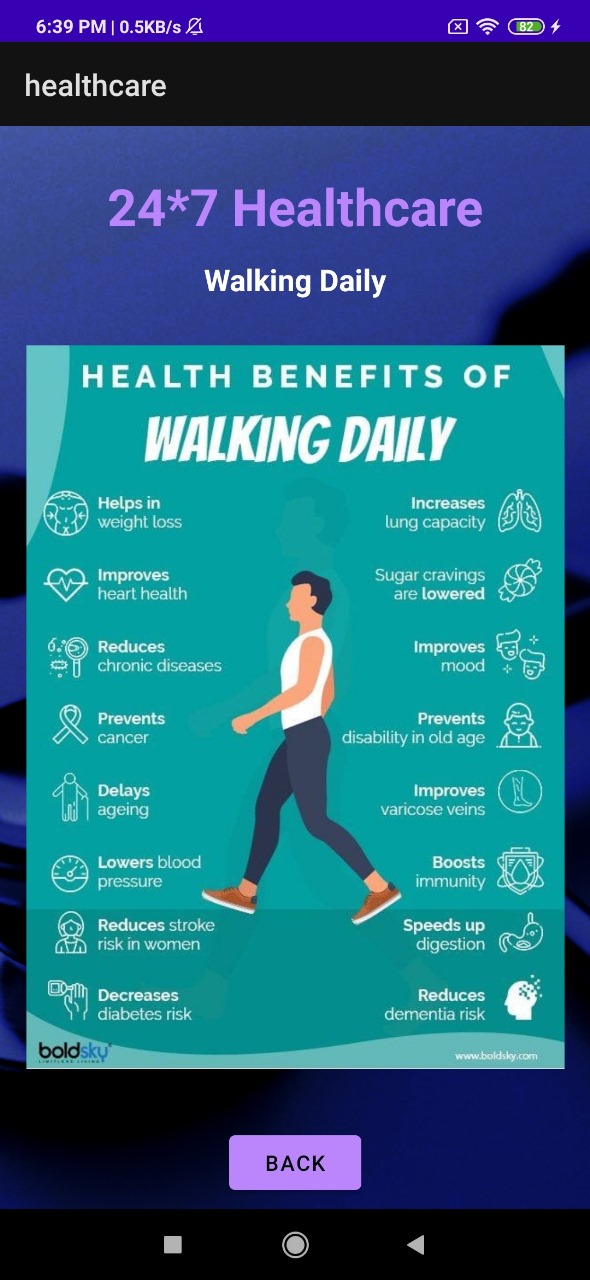 6:39 PM | 0.5KB/s
82
healthcare
24*7 Healthcare
Walking Daily
HEALTH BENEFITS OF
WALKING DAILY
Helps in
weight loss
Improves
heart health
Reduces
chronic diseases
Prevents
cancer
Delays
ageing
Lowers blood
pressure
Reduces stroke
risk in women
Decreases
diabetes risk
Increases
lung capacity
Sugar cravings
are lowered
Improves
mood
Prevents
disability in old age
Improves
varicose veins
Boosts
immunity
Speeds up
digestion
Reduces
dementia risk
boldsky
LIMITLESS LIVING
www.boldsky.com
BACK